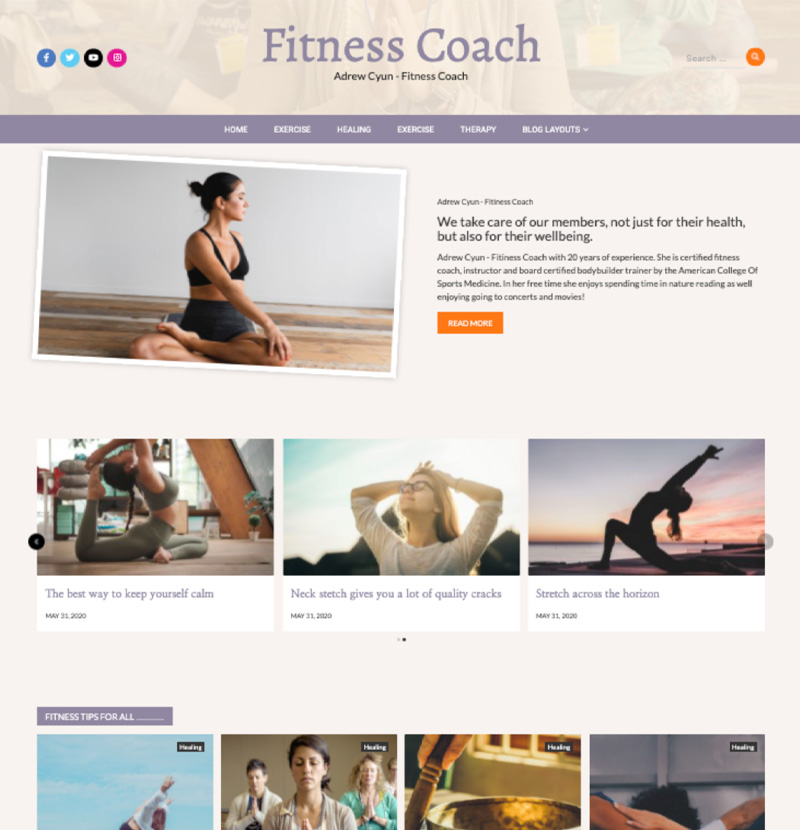 Fitness Coach
Adrew Cyun - Fitness Coach
Search ...
HOME EXERCISE HEALING EXERCISE THERAPY BLOG LAYOUTS
Adrew Cyun - Fitness Coach
We take care of our members, not just for their health,
but also for their wellbeing.
Adrew Cyun - Fitness Coach with 20 years of experience. She is certified fitness
coach, instructor and board certified bodybuilder trainer by the American College Of
Sports Medicine. In her free time she enjoys spending time in nature reading as well
enjoying going to concerts and movies!
READ MORE
The best way to keep yourself calm
MAY 31, 2020
Neck stetch gives you a lot of quality cracks
MAY 31, 2020
Stretch across the horizon
MAY 31, 2020
FITNESS TIPS FOR ALL ............
Healing
Healing
Healing
Healing